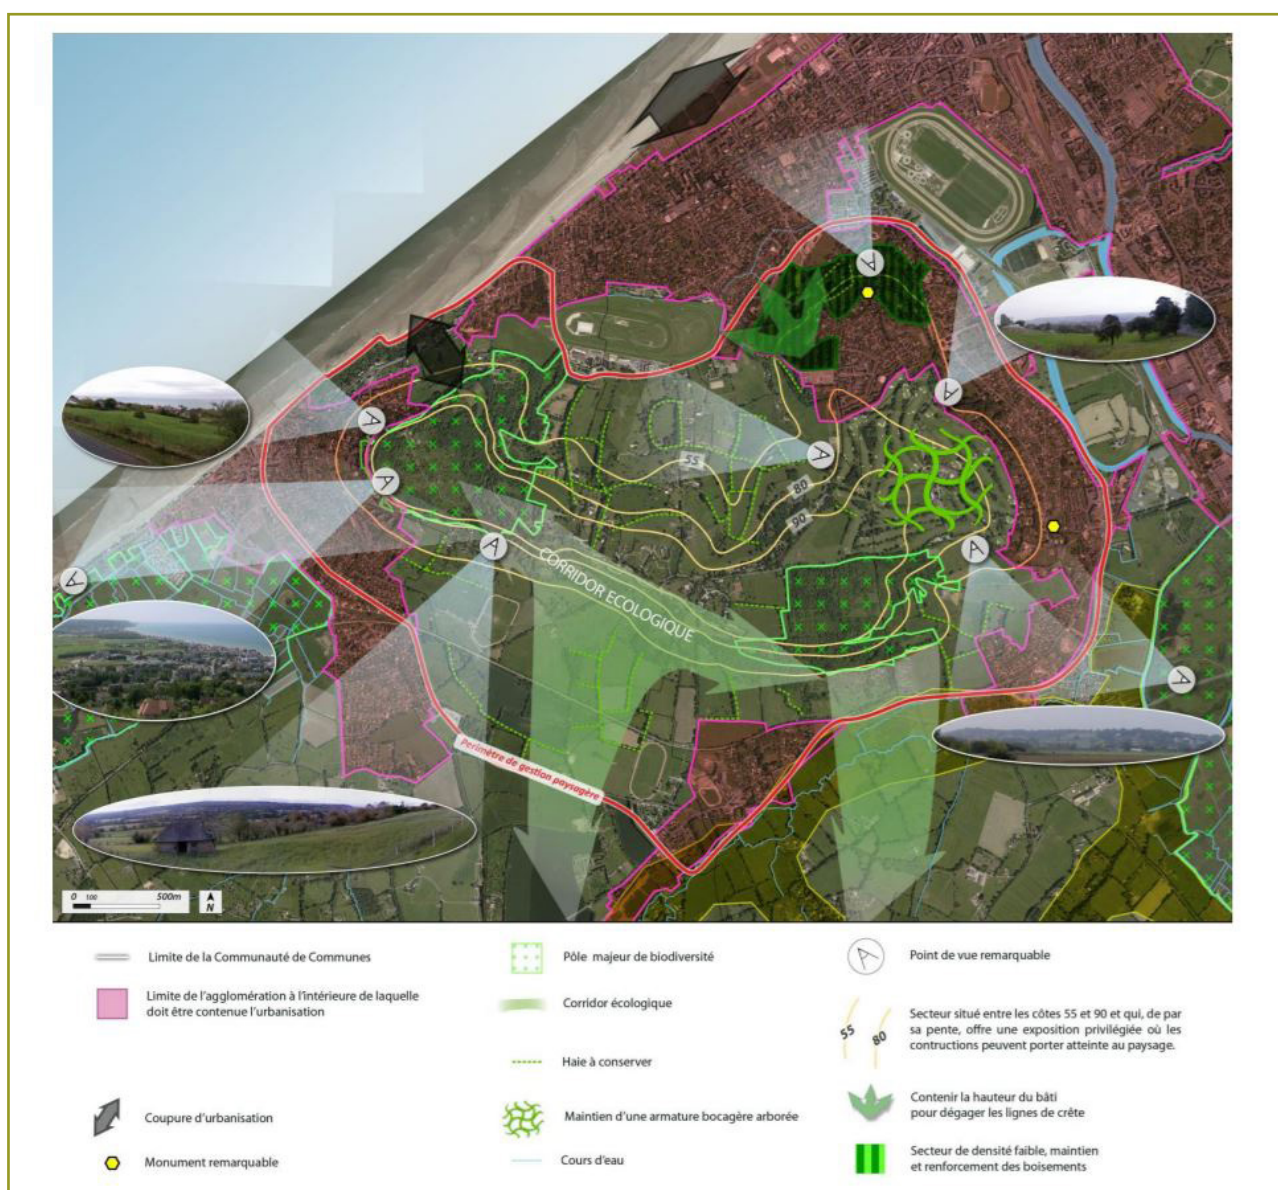 55
80
90
CORRIDOR ECOLOGIQUE
Perimètre de gestion paysagère
0 100 500m
N
Limite de la Communauté de Communes
Limite de l'agglomération à l'intérieure de laquelle
doit être contenue l'urbanisation
Coupure d'urbanisation
Monument remarquable
Pôle majeur de biodiversité
Corridor écologique
Haie à conserver
Maintien d'une armature bocagère arborée
Cours d'eau
Point de vue remarquable
55
80
Secteur situé entre les côtes 55 et 90 et qui, de par
sa pente, offre une exposition privilégiée où les
contructions peuvent porter atteinte au paysage.
Contenir la hauteur du bâti
pour dégager les lignes de crête
Secteur de densité faible, maintien
et renforcement des boisements